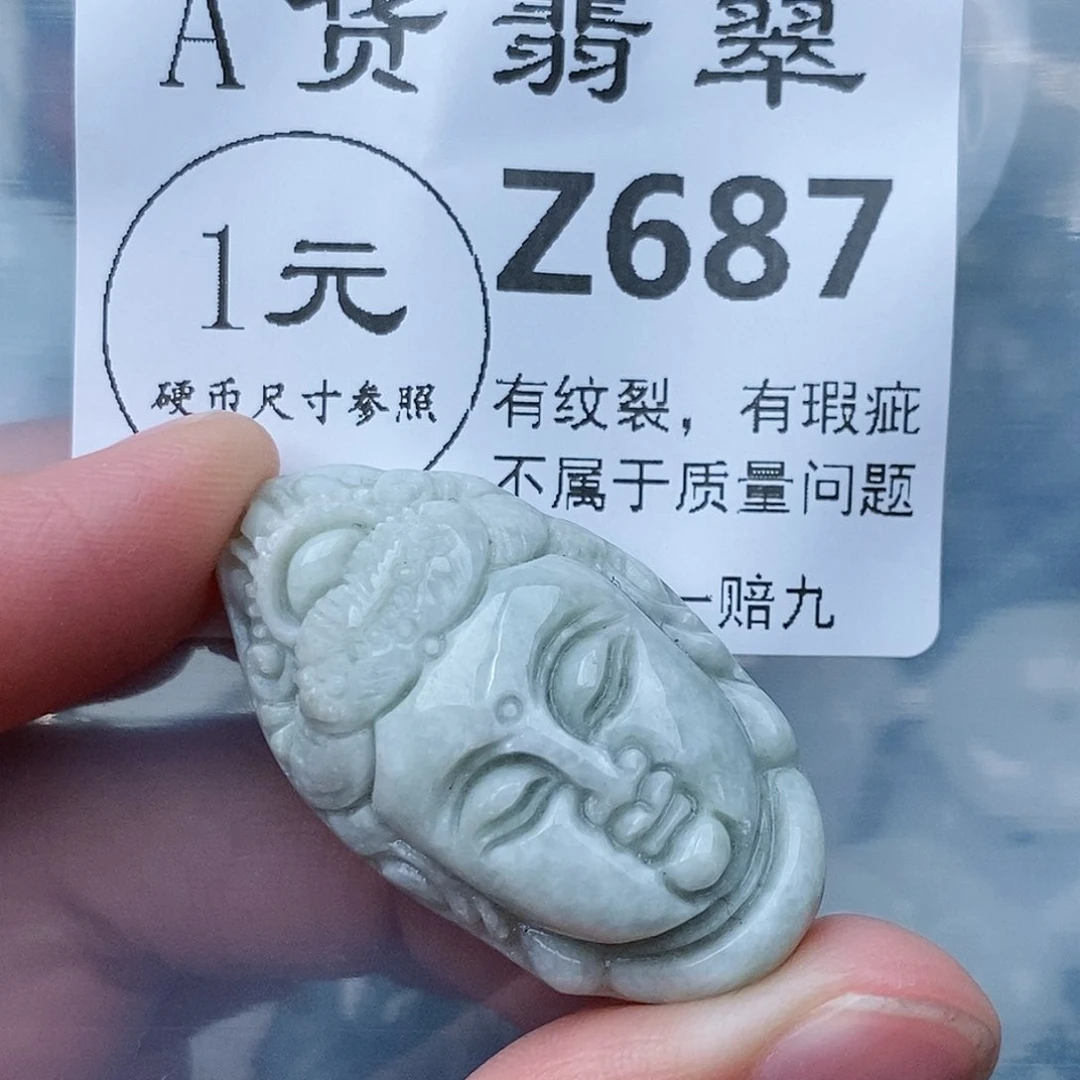 A货翡翠
1元
硬币尺寸参照
Z687
有纹裂，有瑕疵
不属于质量问题
一赔九